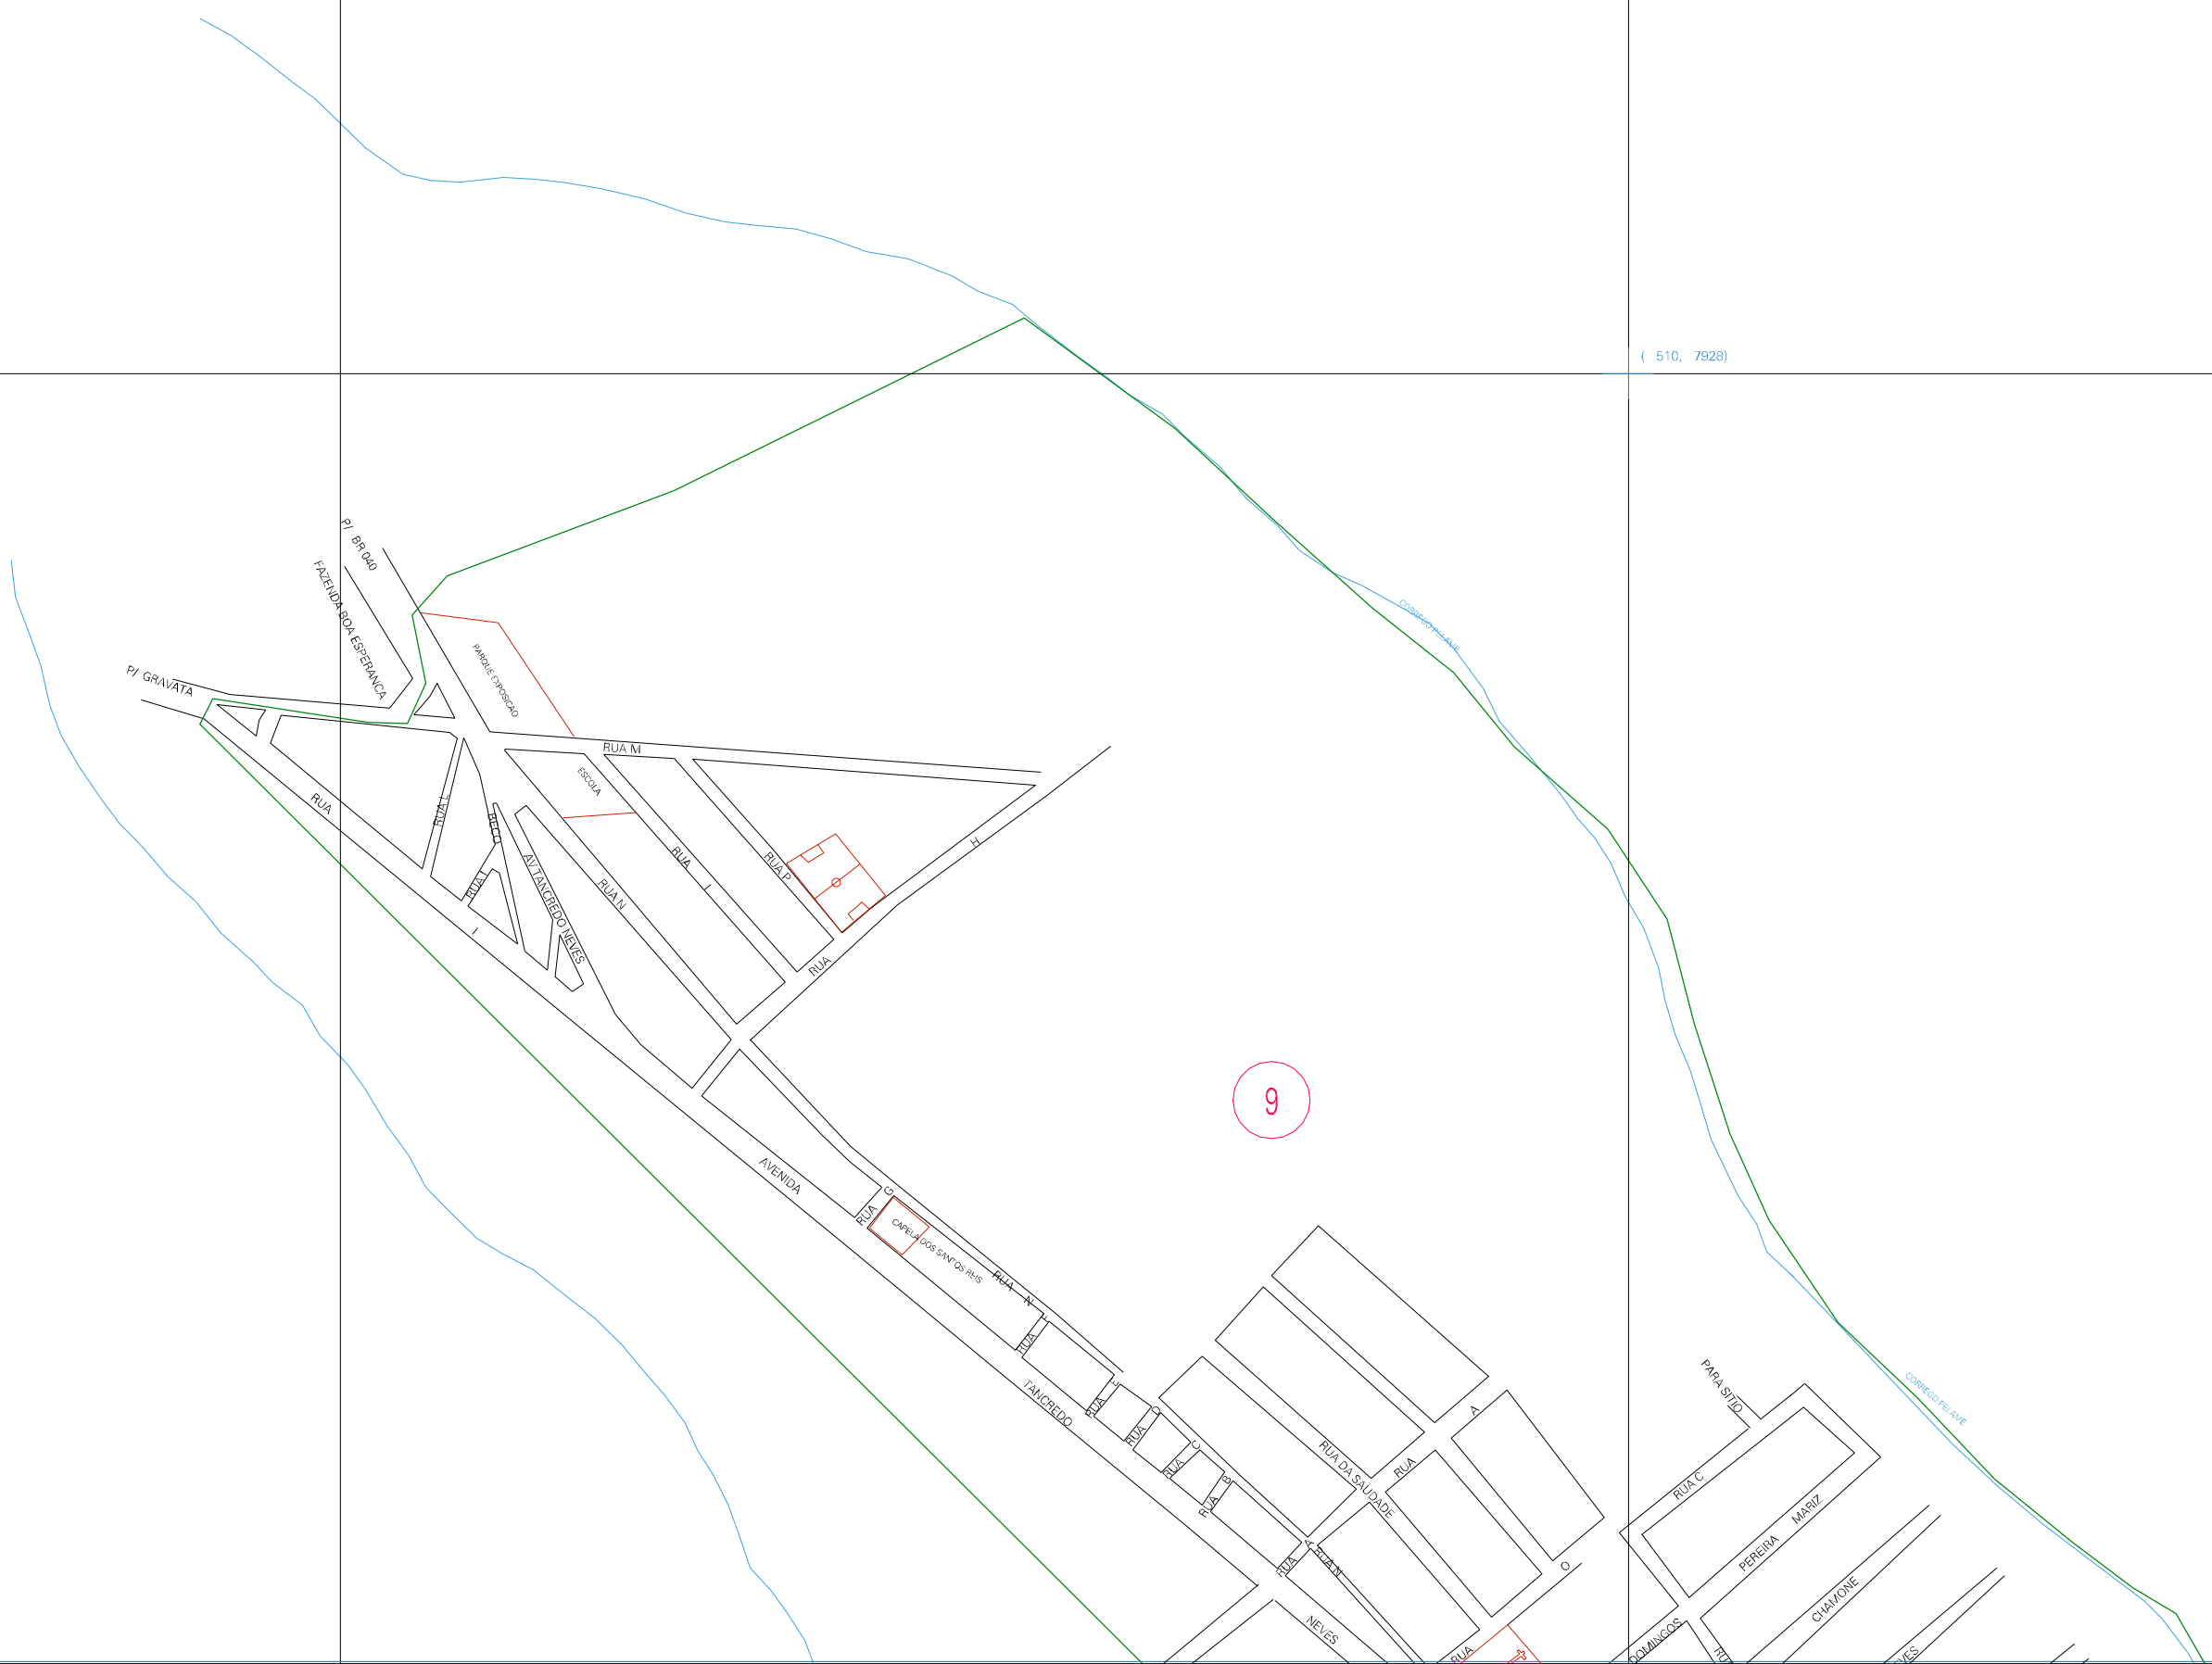 ( 510, 7928)
P/ BR 040
FAZENDA BOA ESPERANCA
CORREGO PELAME
PARQUE EXPOSICAO
P/ GRAVATA
RUA M
ESCOLA
RUA
RUA L
BECO
RUA I
RUA P
H
RUA L
AV TANCREDO NEVES
RUA N
I
RUA
9
AVENIDA
G
RUA
CAPELA DOS SANTOS REIS
RUA N
F
RUA
TANCREDO
E
RUA
D
RUA
C
RUA
B
RUA
A
RUA
RUA N
RUA DA SAUDADE
A
RUA
O
RUA
NEVES
PARA SITIO
CORREGO PELAME
RUA C
PEREIRA MARIZ
CHAMONE
DOMINGOS